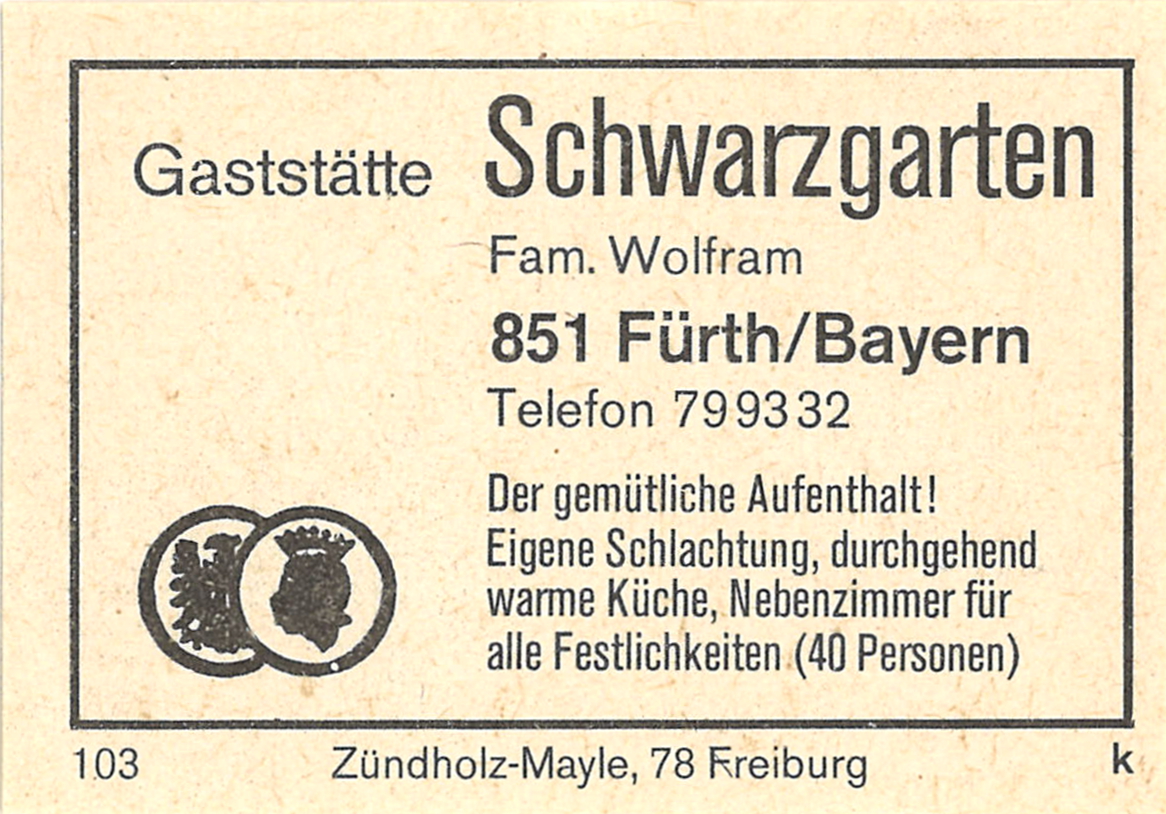 Gaststätte Schwarzgarten
Fam. Wolfram
851 Fürth/Bayern
Telefon 799332
Der gemütliche Aufenthalt!
Eigene Schlachtung, durchgehend
warme Küche, Nebenzimmer für
alle Festlichkeiten (40 Personen)
103 Zündholz-Mayle, 78 Freiburg k